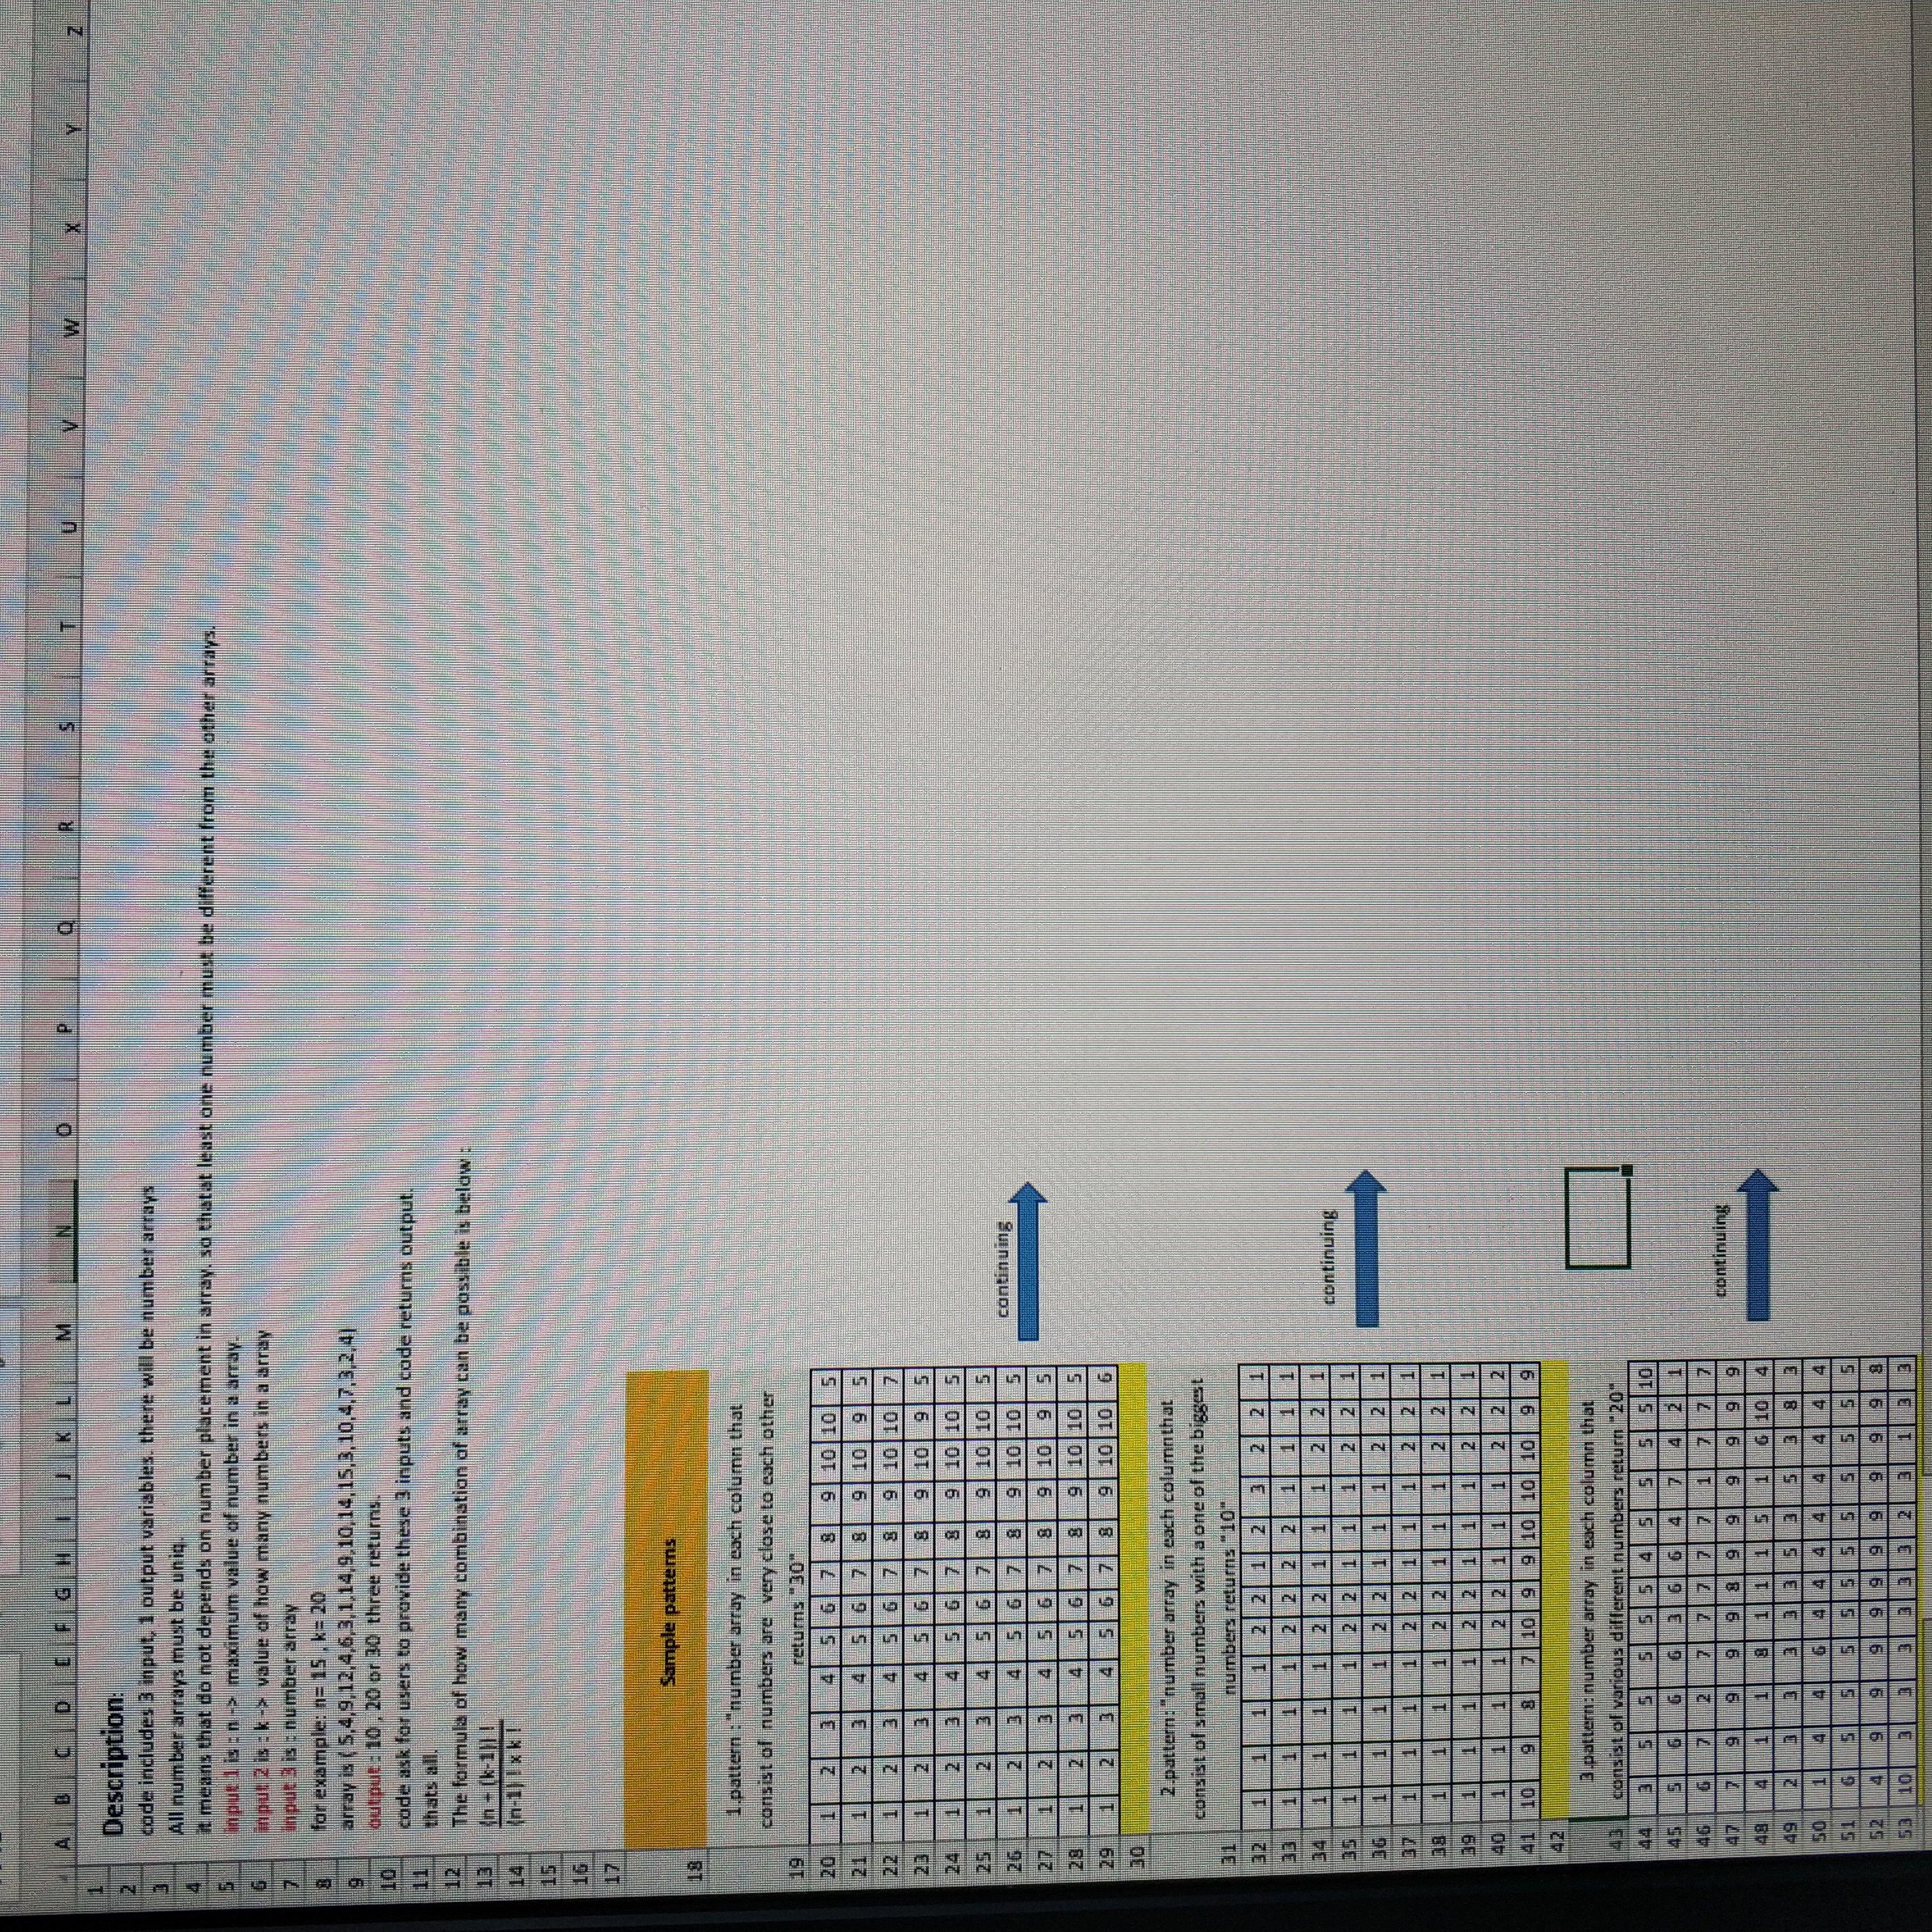 A B C D E F G H I J K L M N O P Q R S T U V W X Y Z
1
2 Description:
3 code includes 3 input, 1 output variables. there will be number arrays
All number arrays must be uniq.
4 it means that do not depends on number placement in array. so thatat least one number must be different from the other arrays.
5 input 1 is : n -> maximum value of number in a array.
6 input 2 is : k -> value of how many numbers in a array
7 input 3 is : number array
8 for example: n= 15 , k= 20
9 array is ( 5,4,9,12,4,6,3,1,14,9,10,14,15,3,10,4,7,3,2,4)
10 output : 10 , 20 or 30 three returns.
11 code ask for users to provide these 3 inputs and code returns output.
thats all.
12 The formula of how many combination of array can be possible is below :
13 (n + (k-1)) !
14 (n-1) ! x k !
15
16
17
Sample patterns
18
1.pattern : "number array in each column that
consist of numbers are very close to each other
19 returns "30"
20 1 2 3 4 5 6 7 8 9 10 10 5
21 1 2 3 4 5 6 7 8 9 10 9 5
22 1 2 3 4 5 6 7 8 9 10 10 7
23 1 2 3 4 5 6 7 8 9 10 9 5
24 1 2 3 4 5 6 7 8 9 10 10 5
25 1 2 3 4 5 6 7 8 9 10 10 5
continuing
26 1 2 3 4 5 6 7 8 9 10 10 5
27 1 2 3 4 5 6 7 8 9 10 9 5
28 1 2 3 4 5 6 7 8 9 10 10 5
29 1 2 3 4 5 6 7 8 9 10 10 6
30
2.pattern: "number array in each columnthat
consist of small numbers with a one of the biggest
31 numbers returns "10"
32 1 1 1 1 2 2 1 2 3 2 2 1
33 1 1 1 1 2 2 2 2 1 1 1 1
34 1 1 1 1 2 2 1 1 1 2 2 1
continuing
35 1 1 1 1 2 2 1 1 1 2 2 1
36 1 1 1 1 2 2 1 1 1 2 2 1
37 1 1 1 1 2 2 1 1 1 2 2 1
38 1 1 1 1 2 2 1 1 1 2 2 1
39 1 1 1 1 2 2 1 1 1 2 2 1
40 1 1 1 1 2 2 1 1 1 2 2 2
41 10 9 8 7 10 9 9 10 10 10 9 9
42
3.pattern: number array in each column that
43 consist of various different numbers return "20"
44 3 5 5 5 5 5 4 5 5 5 5 10
45 5 6 6 6 3 6 6 4 7 4 2 1
46 6 7 2 7 7 7 7 7 1 7 7 7
continuing
47 7 9 9 9 9 8 9 9 9 9 9 9
48 4 1 1 8 1 1 1 5 1 6 10 4
49 2 3 3 3 3 3 5 3 5 3 8 3
50 1 4 4 6 4 4 4 4 4 4 4 4
51 6 5 5 5 5 5 5 5 5 5 5 5
52 4 9 9 9 9 9 9 9 9 9 9 8
53 10 3 3 3 3 3 3 2 3 1 3 3